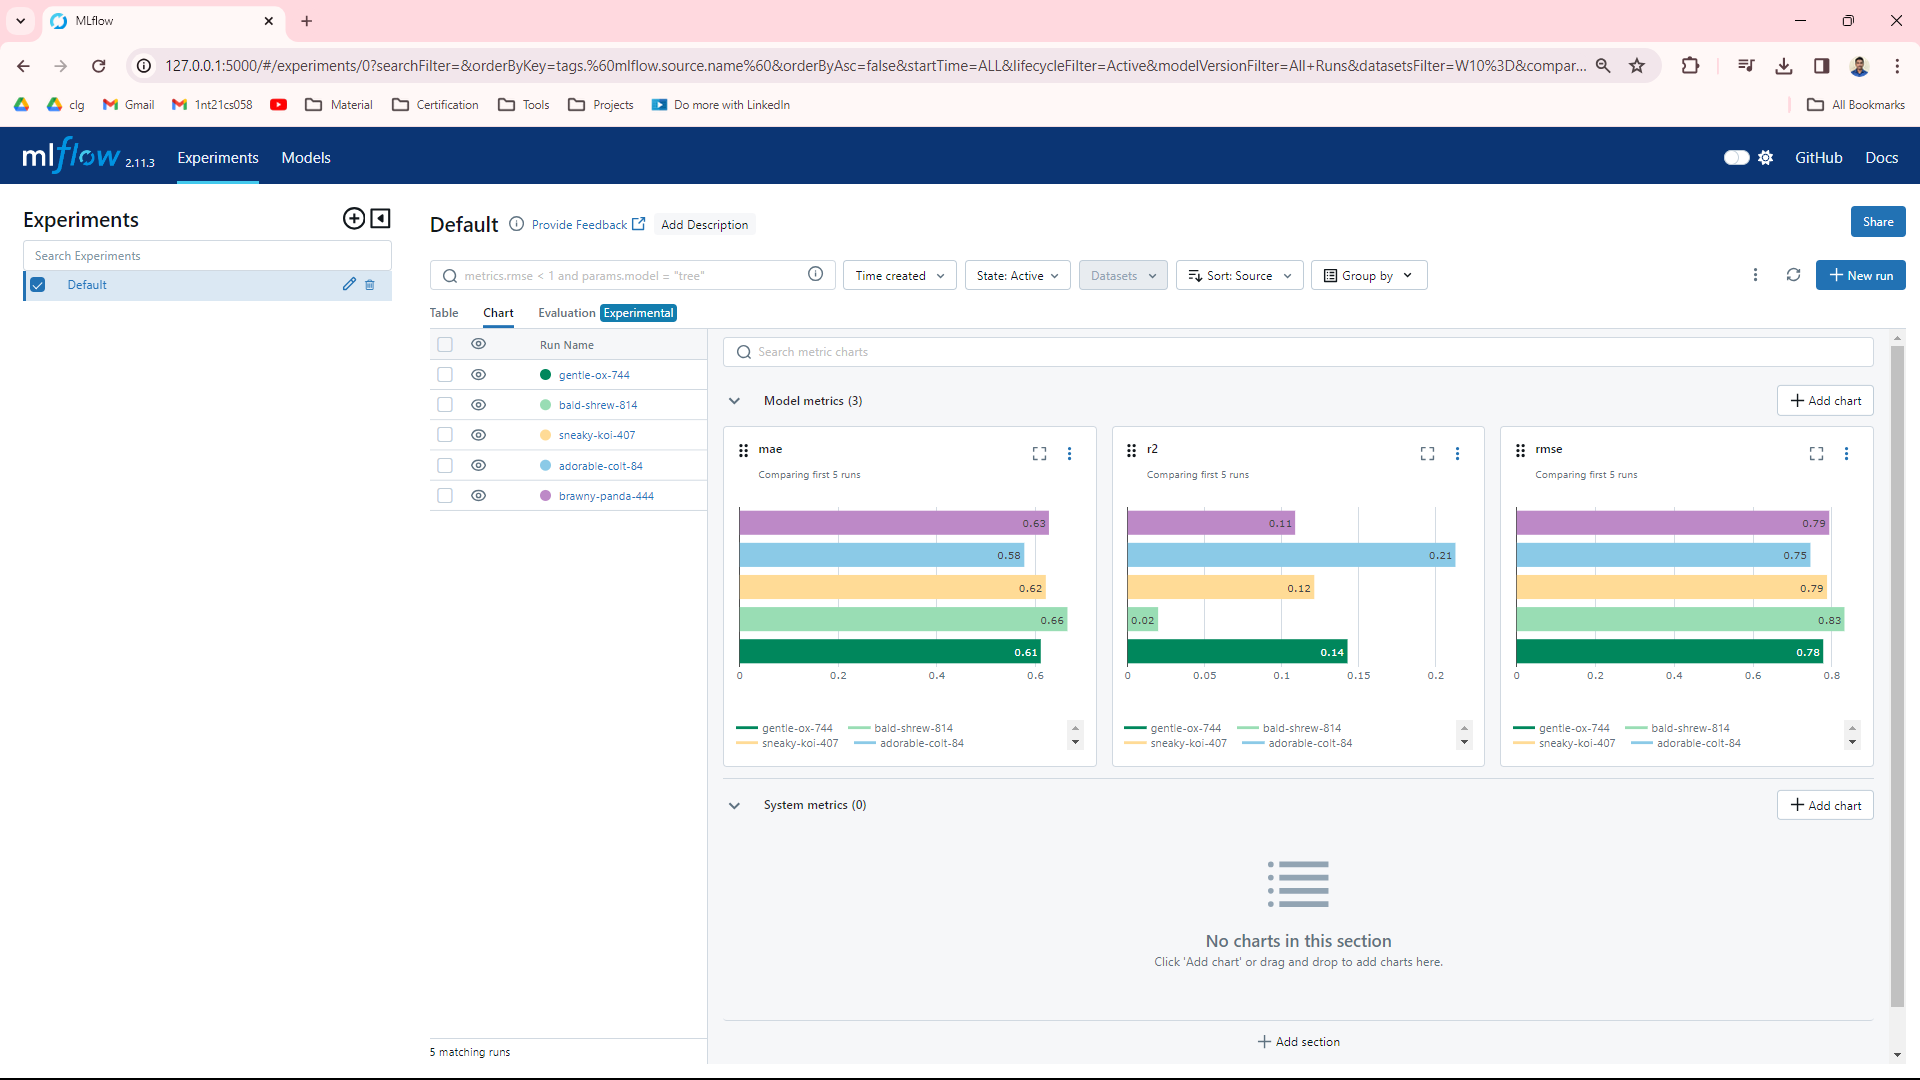 MLflow
127.0.0.1:5000/#/experiments/0?searchFilter=&orderByKey=tags.%60mlflow.source.name%60&orderByAsc=false&startTime=ALL&lifecycleFilter=Active&modelVersionFilter=All+Runs&datasetsFilter=W10%3D&compar...
clg Gmail 1nt21cs058 Material Certification Tools Projects Do more with LinkedIn All Bookmarks
mlflow 2.11.3 Experiments Models GitHub Docs
Experiments
Search Experiments
Default
Default Provide Feedback Add Description Share
metrics.rmse < 1 and params.model = "tree" Time created State: Active Datasets Sort: Source Group by New run
Table Chart Evaluation Experimental
Run Name
gentle-ox-744
bald-shrew-814
sneaky-koi-407
adorable-colt-84
brawny-panda-444
5 matching runs
Search metric charts
Model metrics (3) Add chart
mae
Comparing first 5 runs
0.63
0.58
0.62
0.66
0.61
0 0.2 0.4 0.6
gentle-ox-744 bald-shrew-814
sneaky-koi-407 adorable-colt-84
r2
Comparing first 5 runs
0.11
0.21
0.12
0.02
0.14
0 0.05 0.1 0.15 0.2
gentle-ox-744 bald-shrew-814
sneaky-koi-407 adorable-colt-84
rmse
Comparing first 5 runs
0.79
0.75
0.79
0.83
0.78
0 0.2 0.4 0.6 0.8
gentle-ox-744 bald-shrew-814
sneaky-koi-407 adorable-colt-84
System metrics (0) Add chart
No charts in this section
Click 'Add chart' or drag and drop to add charts here.
Add section